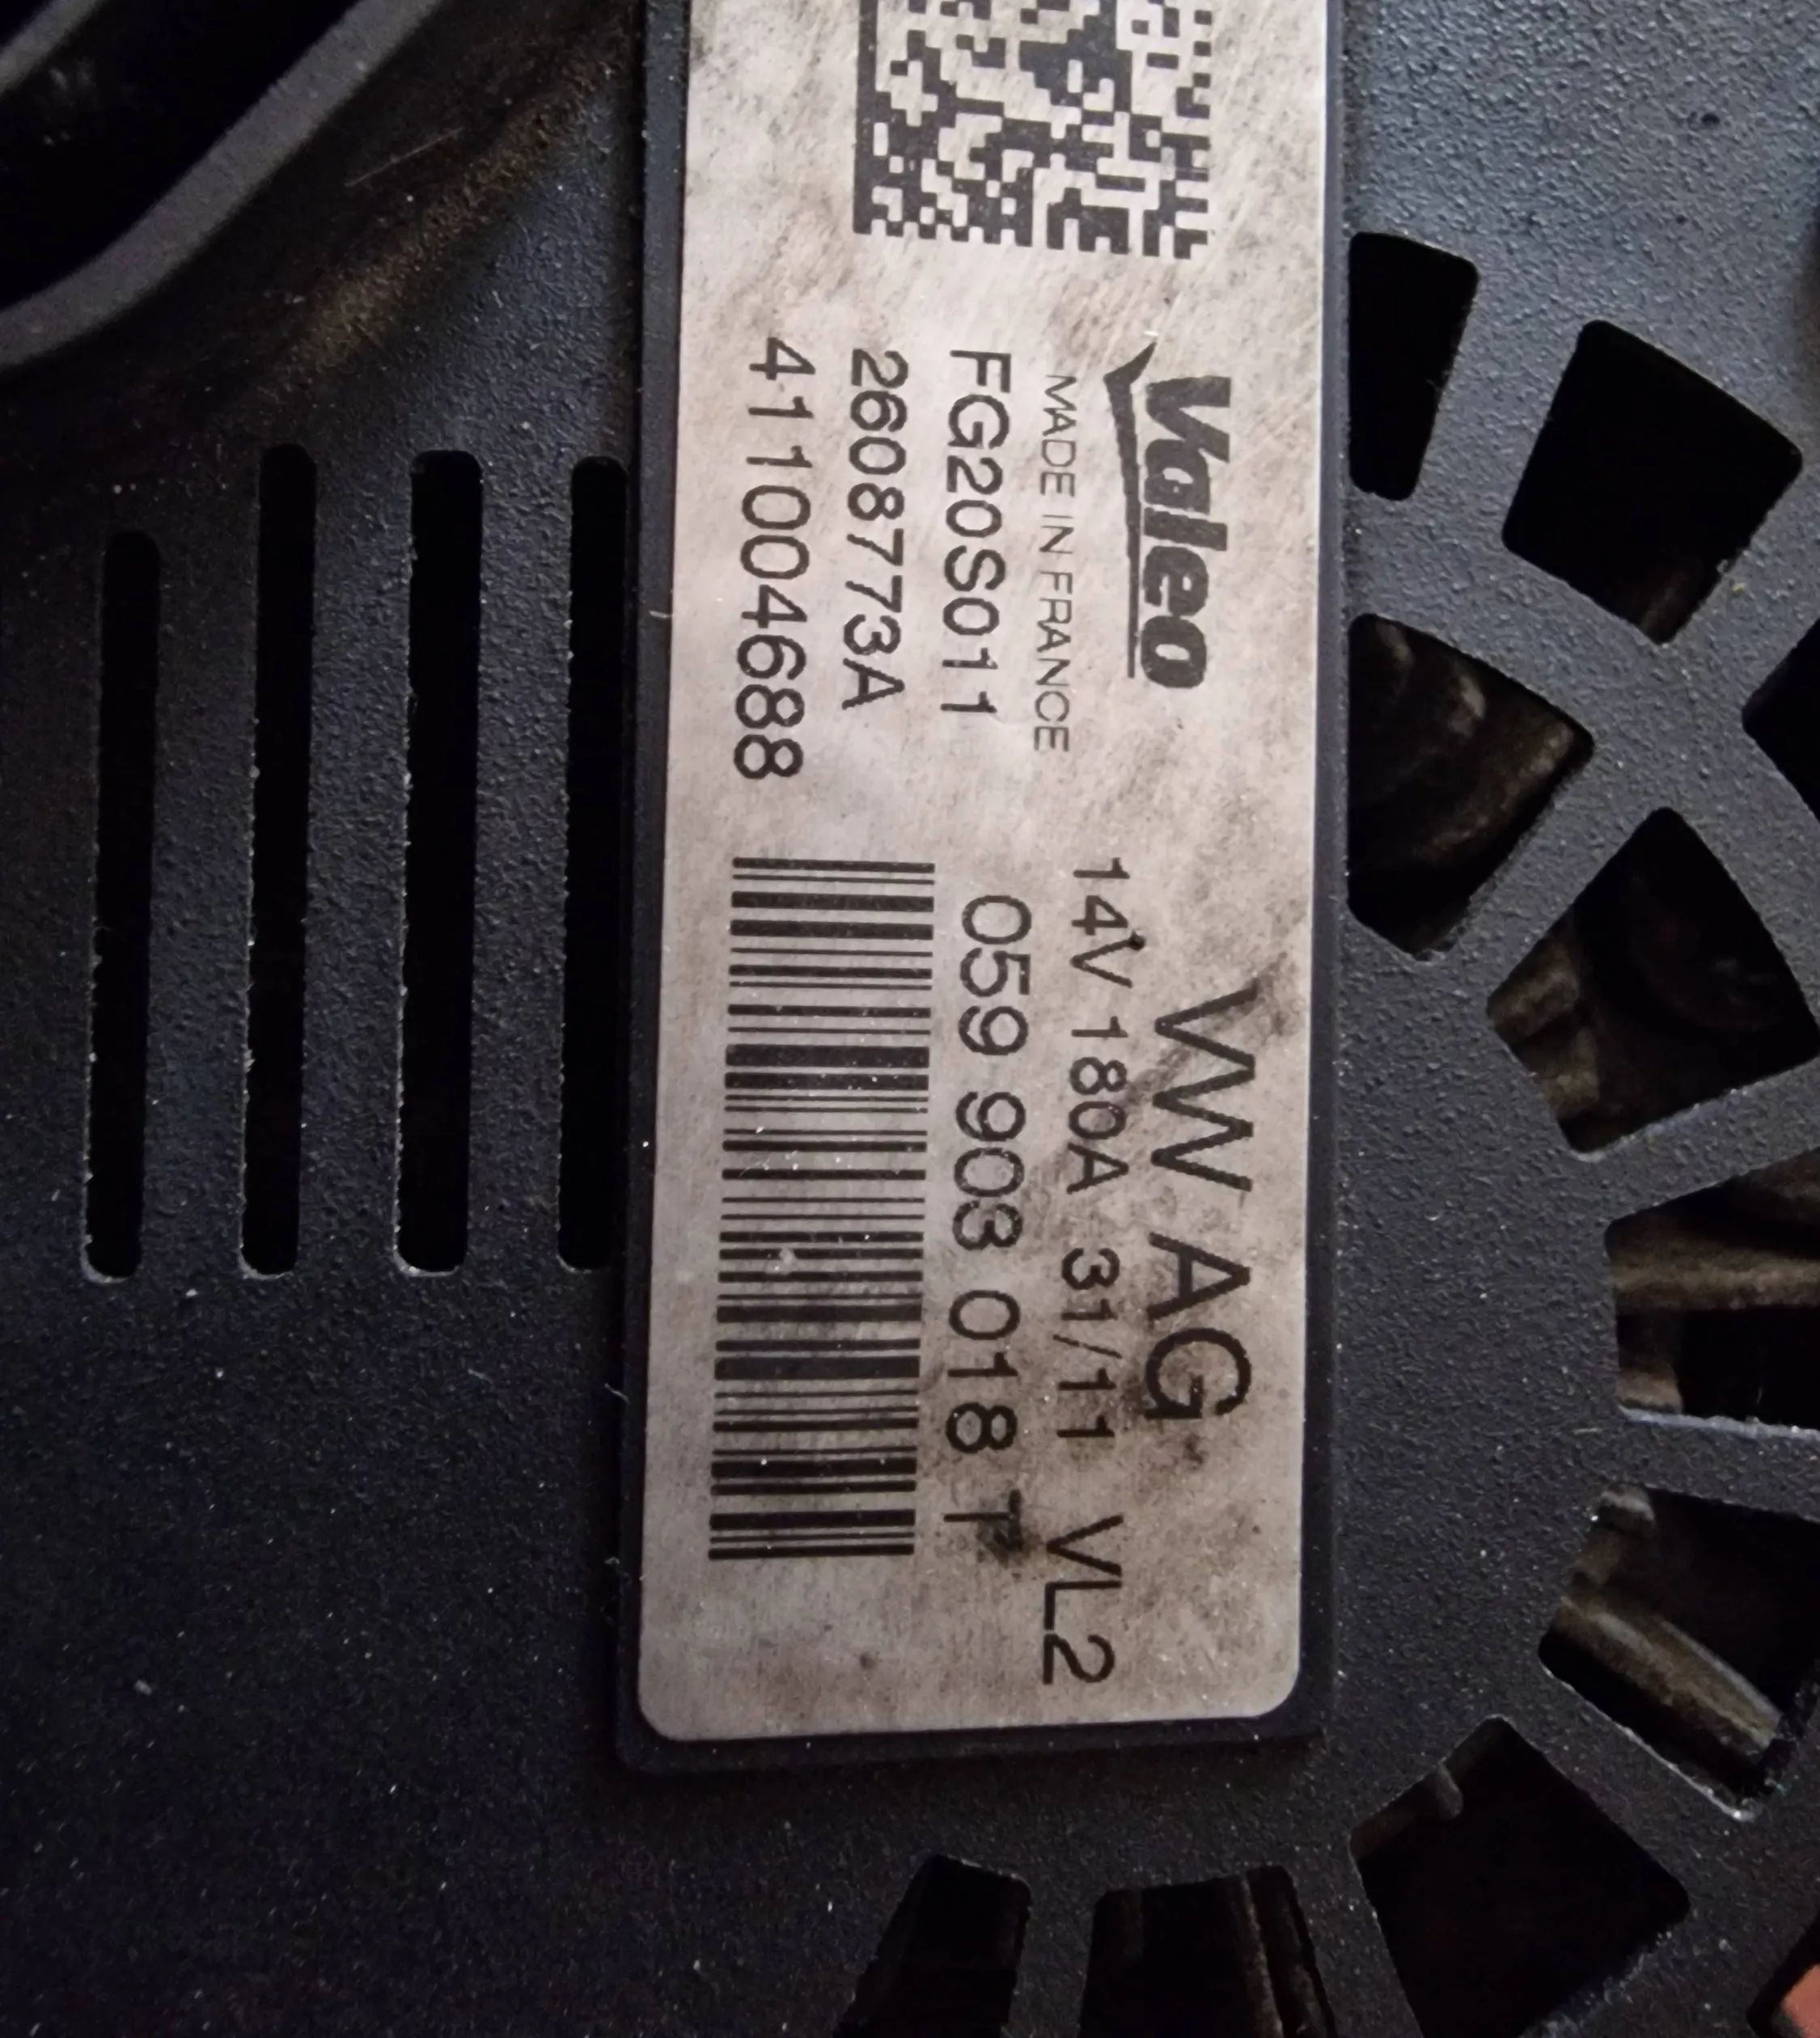 Valeo
MADE IN FRANCE
FG20S011
2608773A
411004688
VW AG
14V 180A 31/11 VL2
059 903 018 T